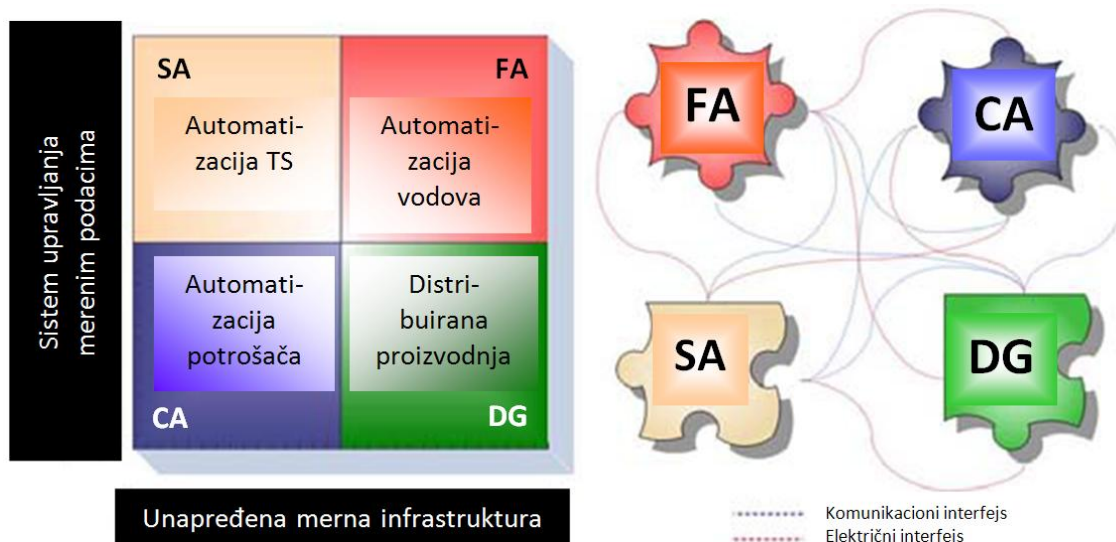 Sistem upravljanja
merenim podacima
SA
FA
Automati-
zacija TS
Automati-
zacija
vodova
Automati-
zacija
potrošača
Distri-
buirana
proizvodnja
CA
DG
Unapređena merna infrastruktura
FA
CA
SA
DG
Komunikacioni interfejs
Električni interfejs